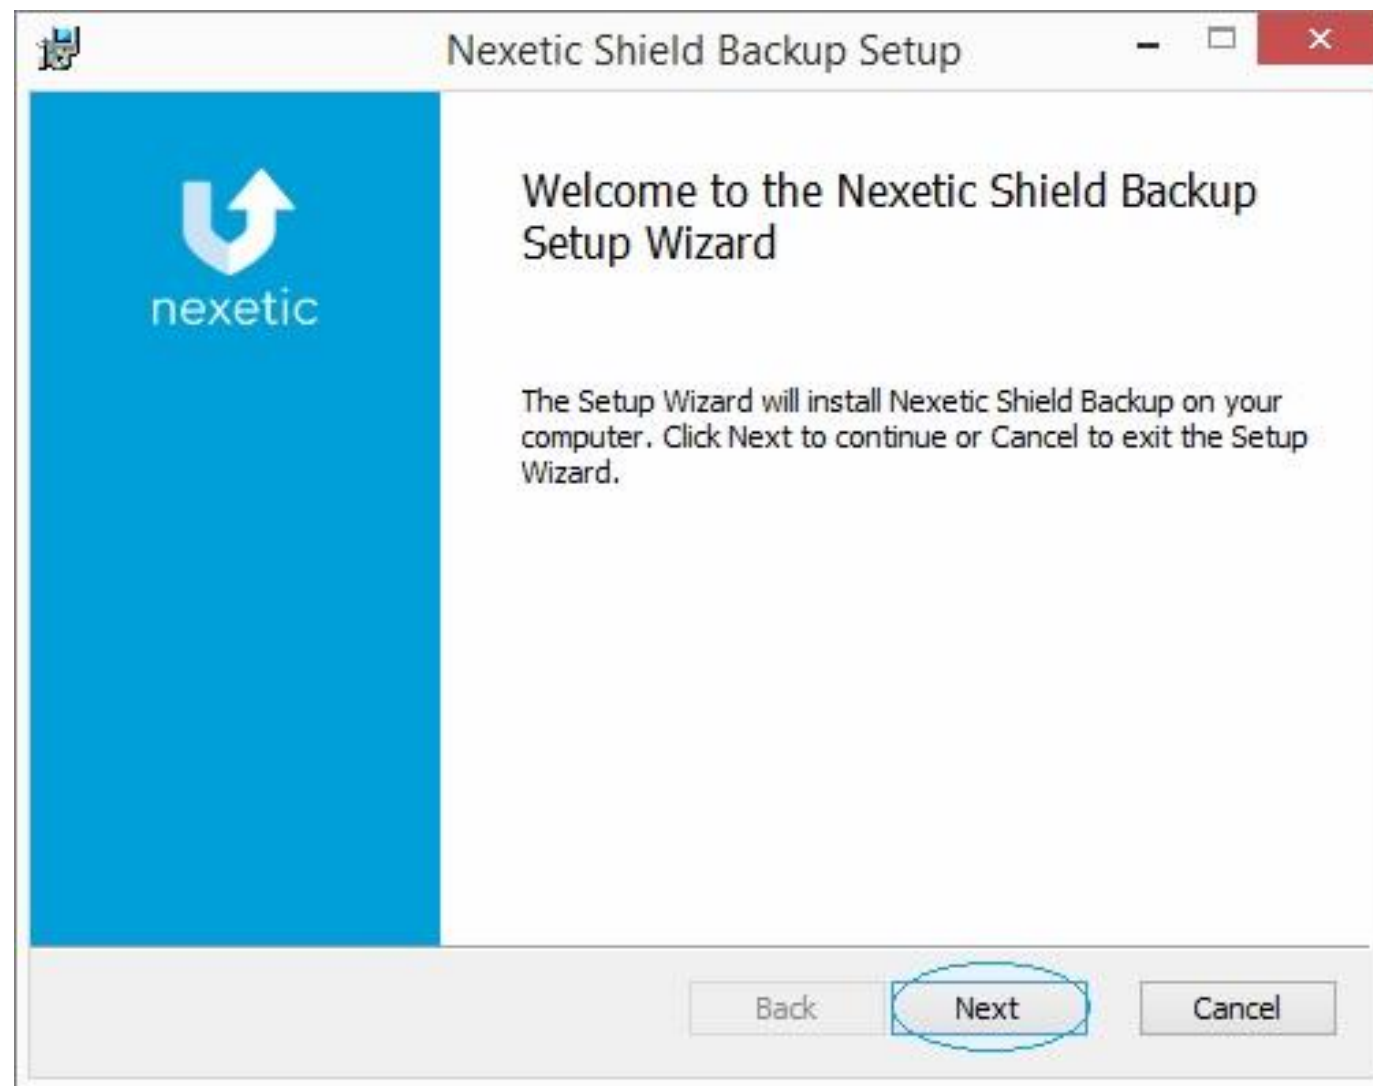 Nexetic Shield Backup Setup
nexetic
Welcome to the Nexetic Shield Backup
Setup Wizard
The Setup Wizard will install Nexetic Shield Backup on your
computer. Click Next to continue or Cancel to exit the Setup
Wizard.
Back
Next
Cancel